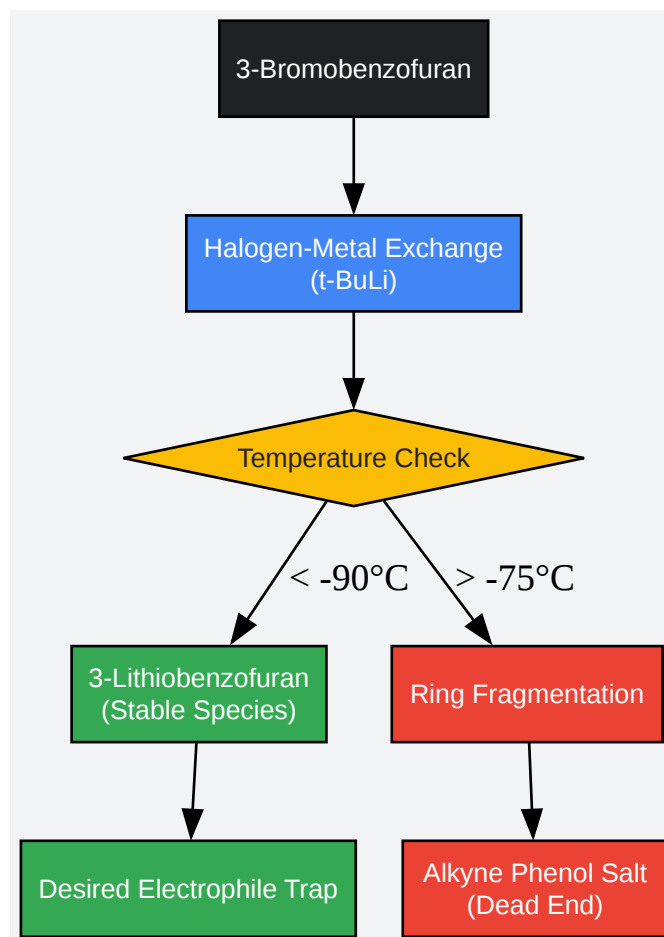 3-Bromobenzofuran
Halogen-Metal Exchange
(t-BuLi)
Temperature Check
< -90°C
> -75°C
3-Lithiobenzofuran
(Stable Species)
Ring Fragmentation
Desired Electrophile Trap
Alkyne Phenol Salt
(Dead End)